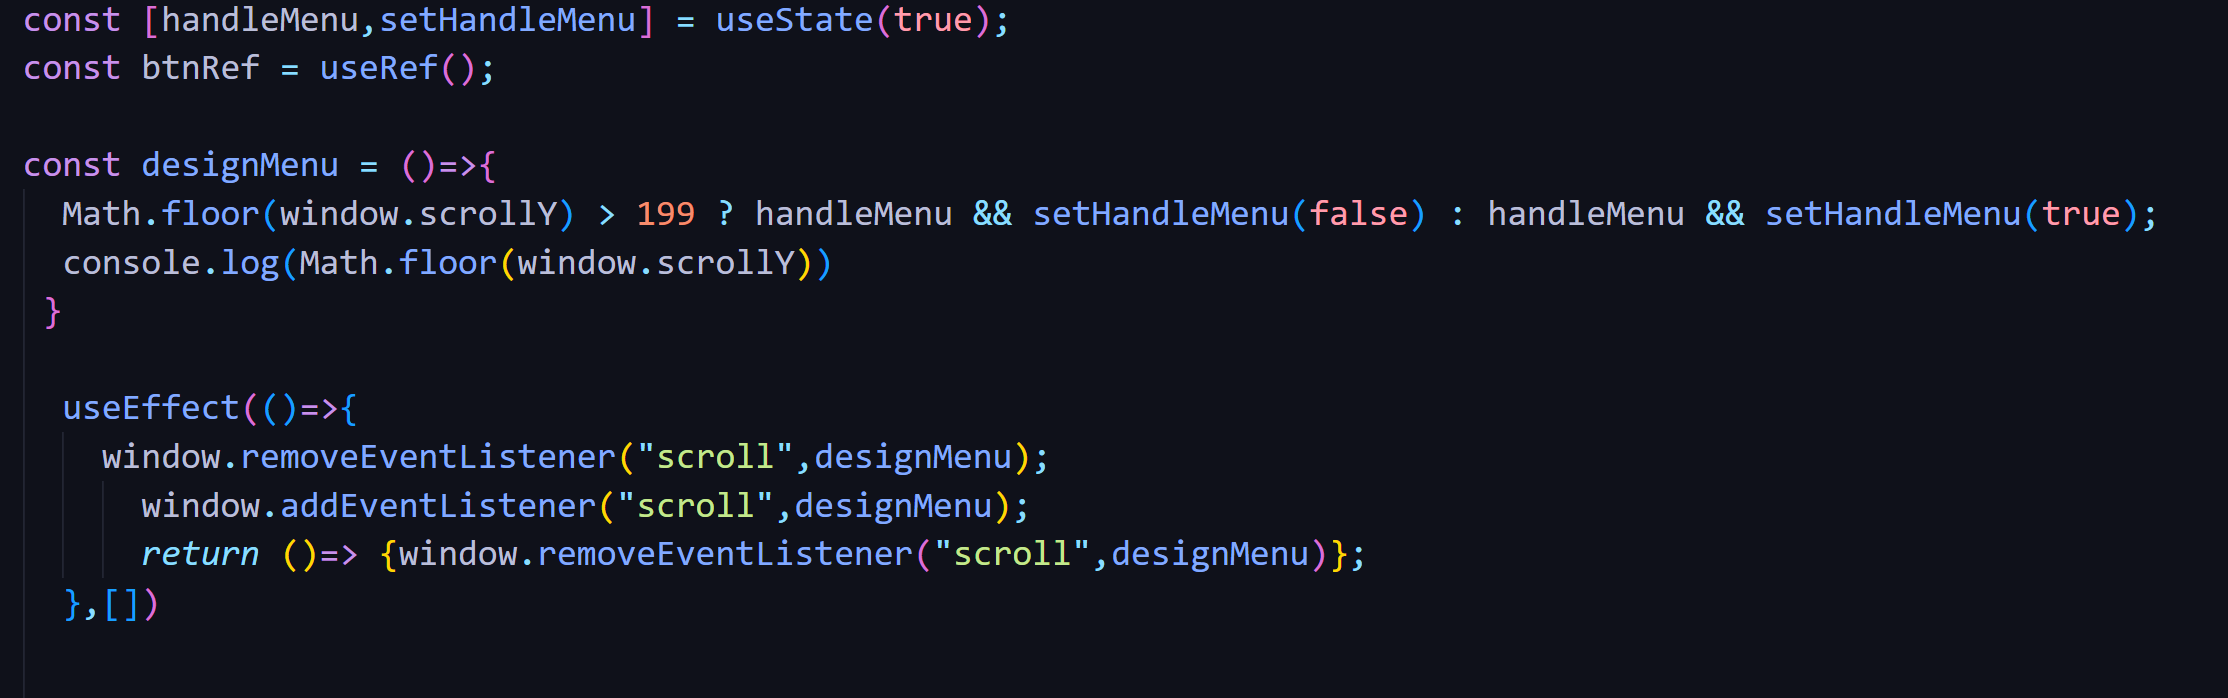 const [handleMenu,setHandleMenu] = useState(true);
const btnRef = useRef();
const designMenu = ()=>{
Math.floor(window.scrollY) > 199 ? handleMenu && setHandleMenu(false) : handleMenu && setHandleMenu(true);
console.log(Math.floor(window.scrollY))
}
useEffect(()=>{
window.removeEventListener("scroll",designMenu);
window.addEventListener("scroll",designMenu);
return ()=> {window.removeEventListener("scroll",designMenu)};
},[])